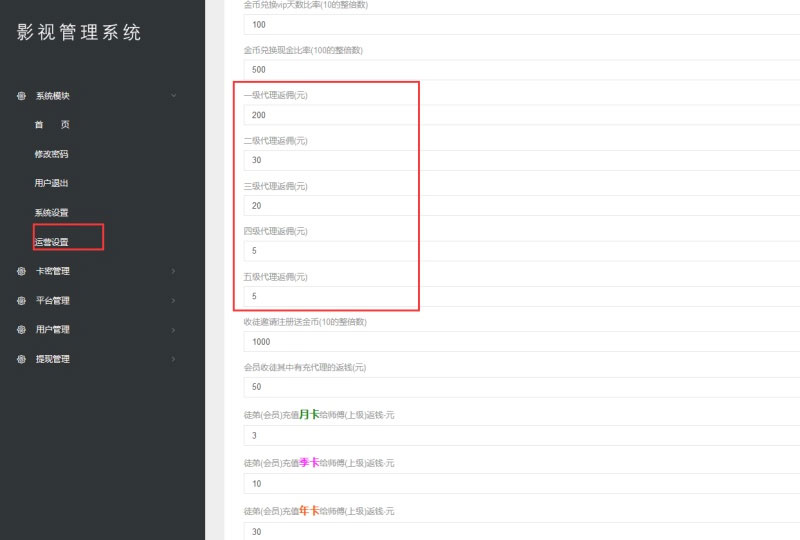 影视管理系统
系统模块
首 页
修改密码
用户退出
系统设置
运营设置
卡密管理
平台管理
用户管理
提现管理
金币兑换vip天数比率(10的整倍数)
100
金币兑换现金比率(100的整倍数)
500
一级代理返佣(元)
200
二级代理返佣(元)
30
三级代理返佣(元)
20
四级代理返佣(元)
5
五级代理返佣(元)
5
收徒邀请注册送金币(10的整倍数)
1000
会员收徒其中有充代理的返钱(元)
50
徒弟(会员)充值月卡给师傅(上级)返钱-元
3
徒弟(会员)充值季卡给师傅(上级)返钱-元
10
徒弟(会员)充值年卡给师傅(上级)返钱-元
30